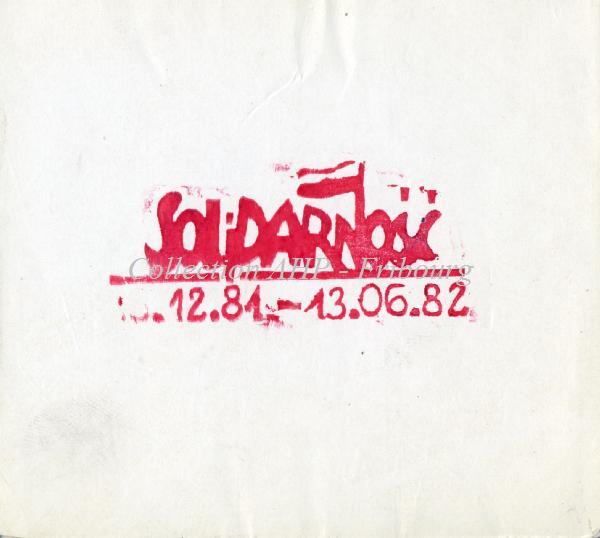 SOLIDARNOŚĆ
Collection AHP - Fribourg
.12.81.-13.06.82.